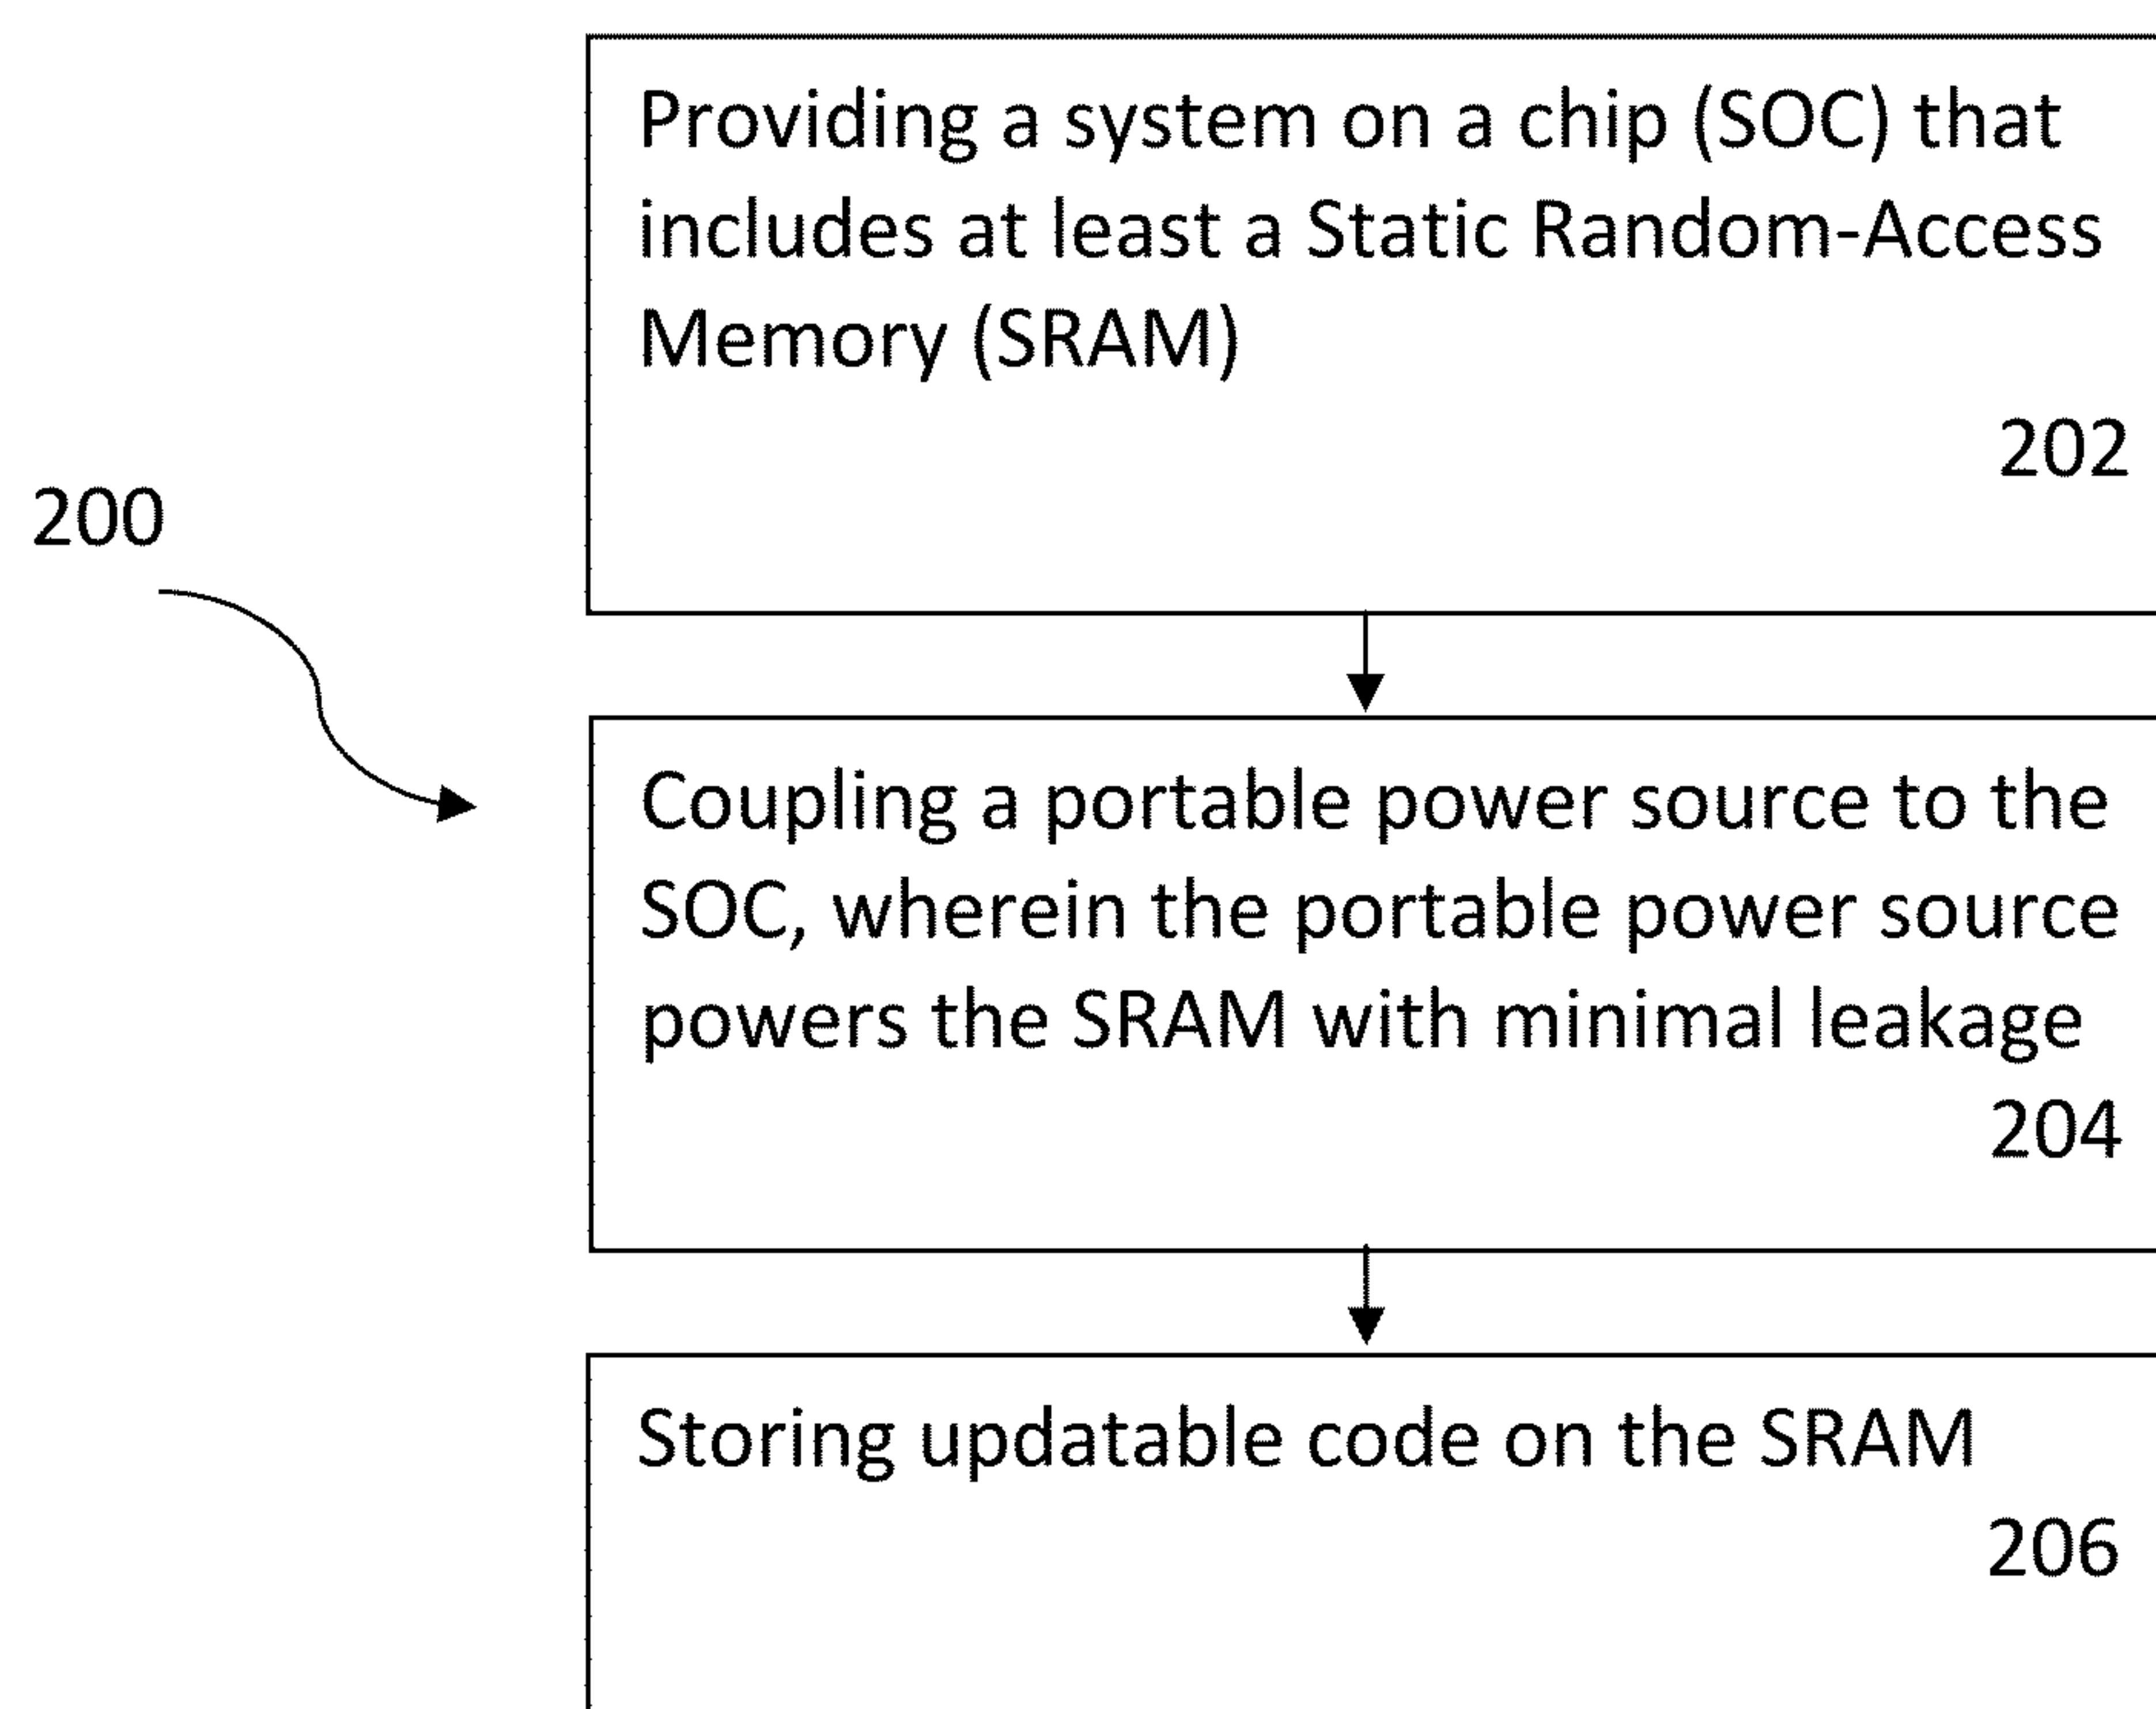 Providing a system on a chip (SOC) that
includes at least a Static Random-Access
Memory (SRAM)
202
200
Coupling a portable power source to the
SOC, wherein the portable power source
powers the SRAM with minimal leakage
204
Storing updatable code on the SRAM
206